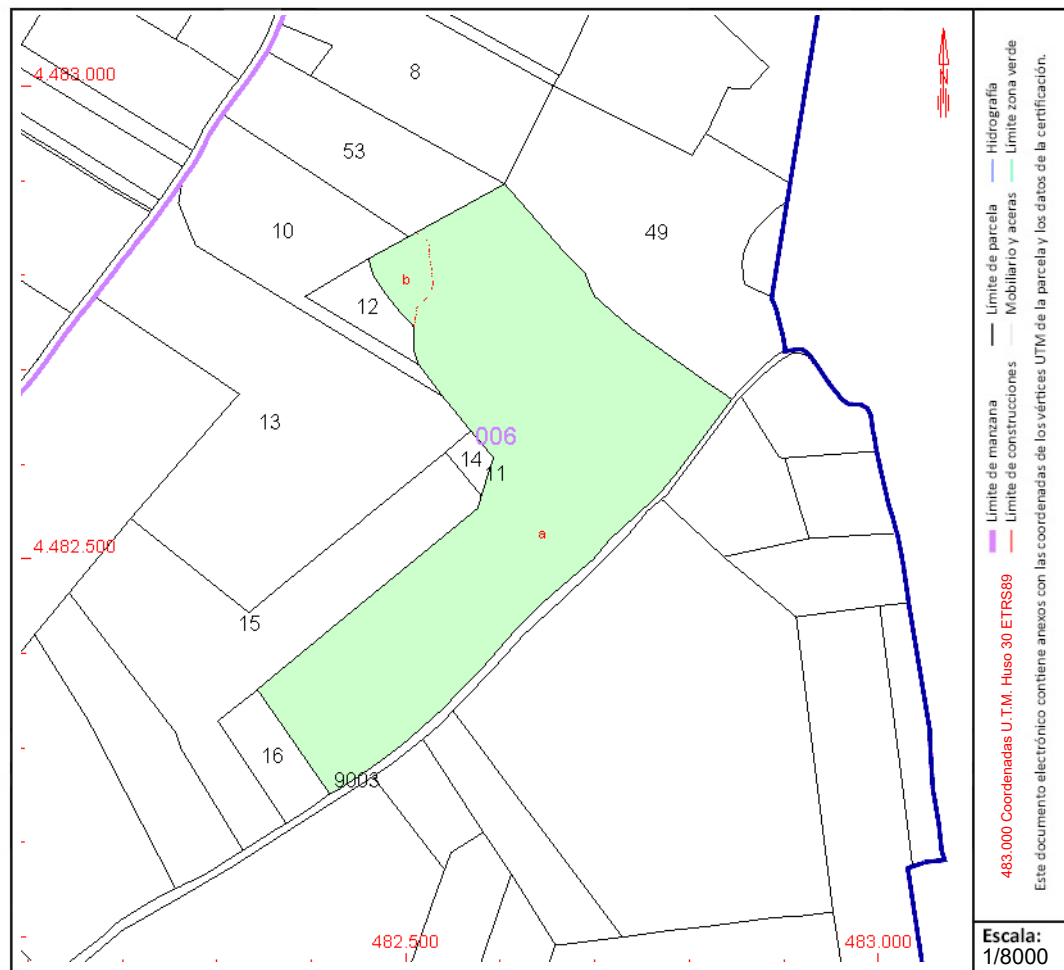 4.483.000
8
53
10
49
b
12
13
006
14
11
4.482.500
a
15
16
9003
482.500
483.000
N
Límite de manzana
Límite de parcela
Hidrografía
Límite de construcciones
Mobiliario y aceras
Límite zona verde
483.000 Coordenadas U.T.M. Huso 30 ETRS89
Este documento electrónico contiene anexos con las coordenadas de los vértices UTM de la parcela y los datos de la certificación.
Escala:
1/8000